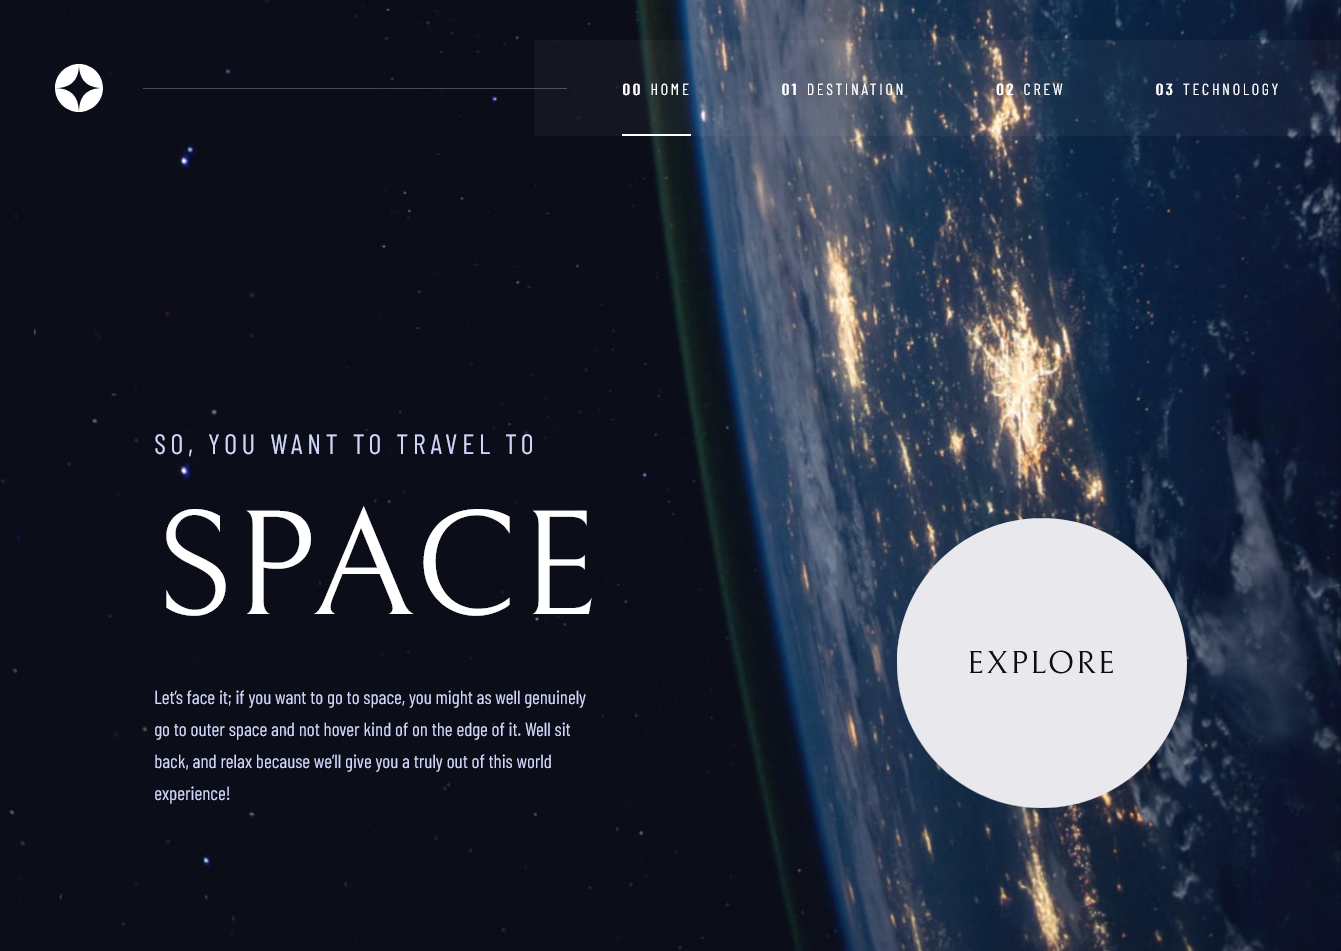 00 HOME
01 DESTINATION
02 CREW
03 TECHNOLOGY
SO, YOU WANT TO TRAVEL TO
SPACE
Let’s face it; if you want to go to space, you might as well genuinely
go to outer space and not hover kind of on the edge of it. Well sit
back, and relax because we’ll give you a truly out of this world
experience!
EXPLORE